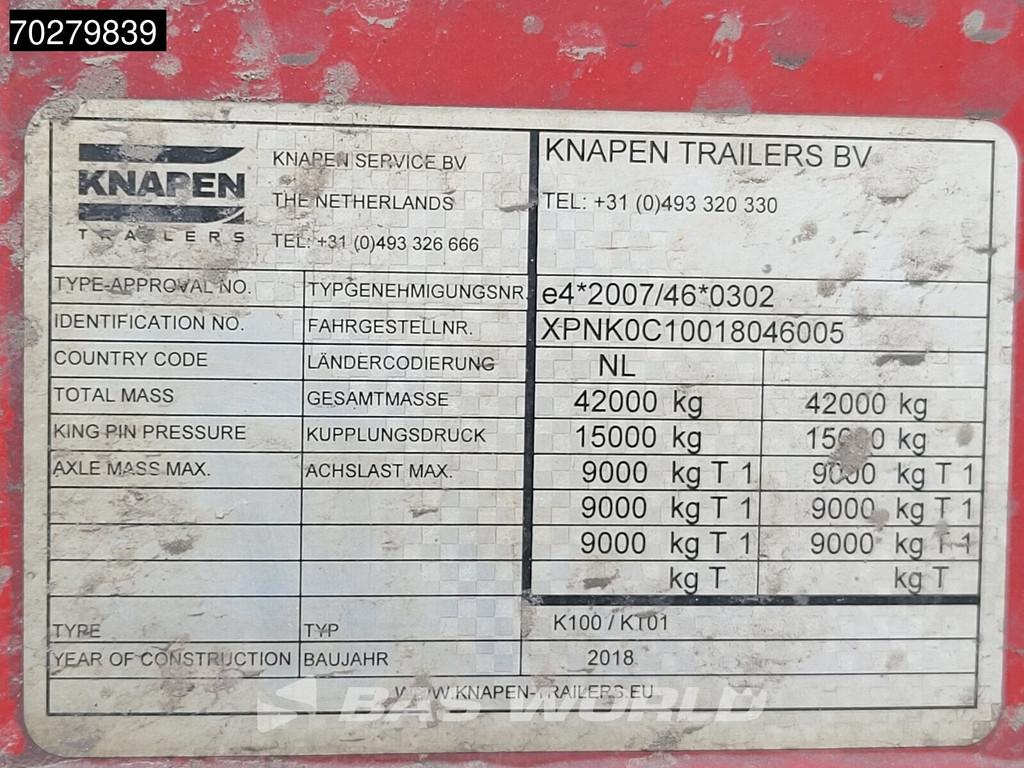 70279839
KNAPEN
TRAILERS
KNAPEN SERVICE BV
THE NETHERLANDS
TEL: +31 (0)493 326 666
KNAPEN TRAILERS BV
TEL: +31 (0)493 320 330
TYPE-APPROVAL NO. TYPGENEHMIGUNGSNR. e4*2007/46*0302
IDENTIFICATION NO. FAHRGESTELLNR. XPNK0C10018046005
COUNTRY CODE LÄNDERCODIERUNG NL
TOTAL MASS GESAMTMASSE 42000 kg 42000 kg
KING PIN PRESSURE KUPPLUNGSDRUCK 15000 kg 15000 kg
AXLE MASS MAX. ACHSLAST MAX. 9000 kg T 1 9000 kg T 1
9000 kg T 1 9000 kg T 1
9000 kg T 1 9000 kg T 1
kg T kg T
TYPE TYP K100 / KT01
YEAR OF CONSTRUCTION BAUJAHR 2018
WWW.KNAPEN-TRAILERS.EU
BAS WORLD